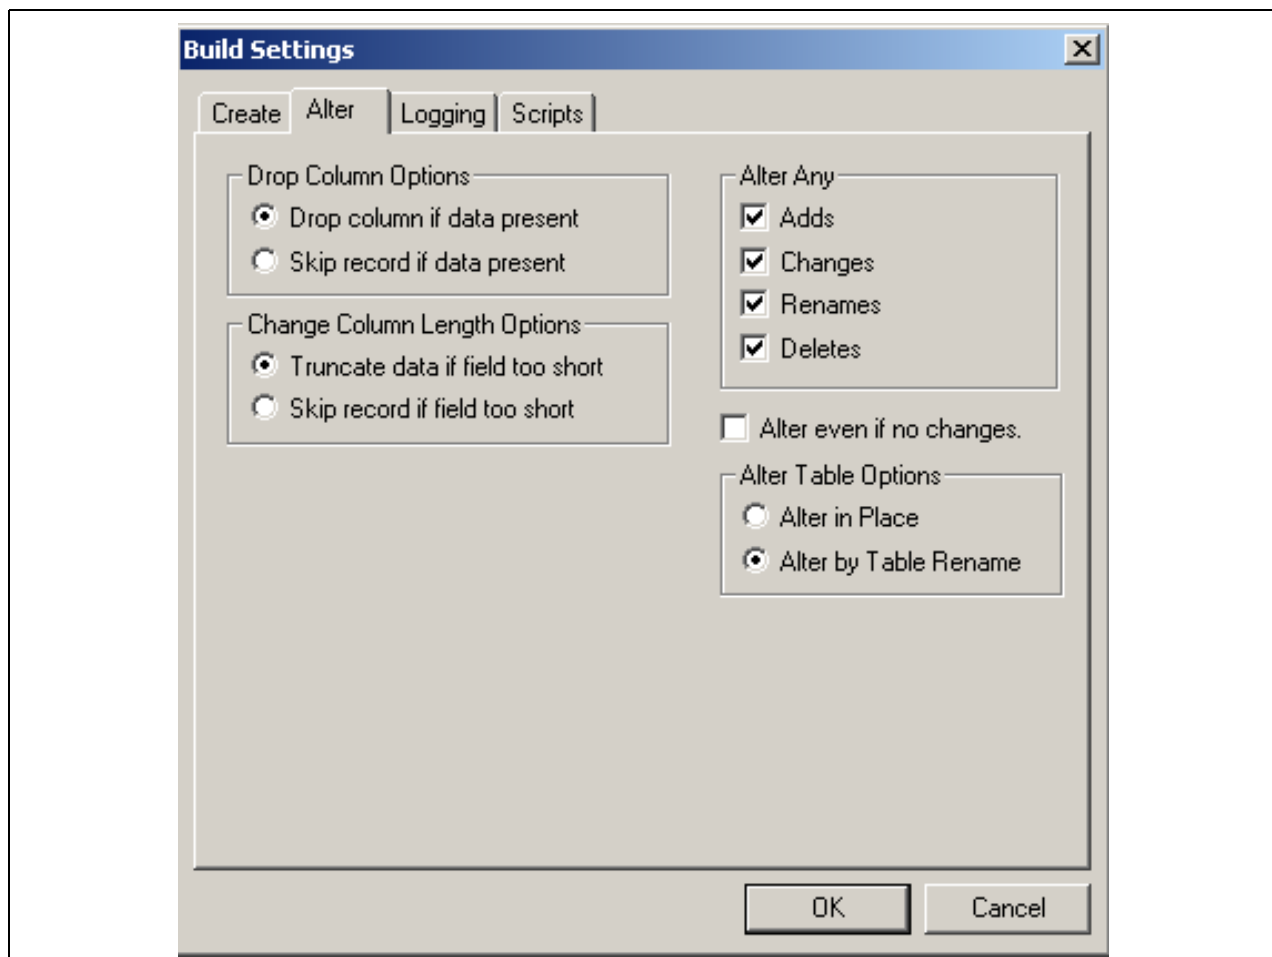 Build Settings
Create
Alter
Logging
Scripts
Drop Column Options
Drop column if data present
Skip record if data present
Change Column Length Options
Truncate data if field too short
Skip record if field too short
Alter Any
Adds
Changes
Renames
Deletes
Alter even if no changes.
Alter Table Options
Alter in Place
Alter by Table Rename
OK
Cancel